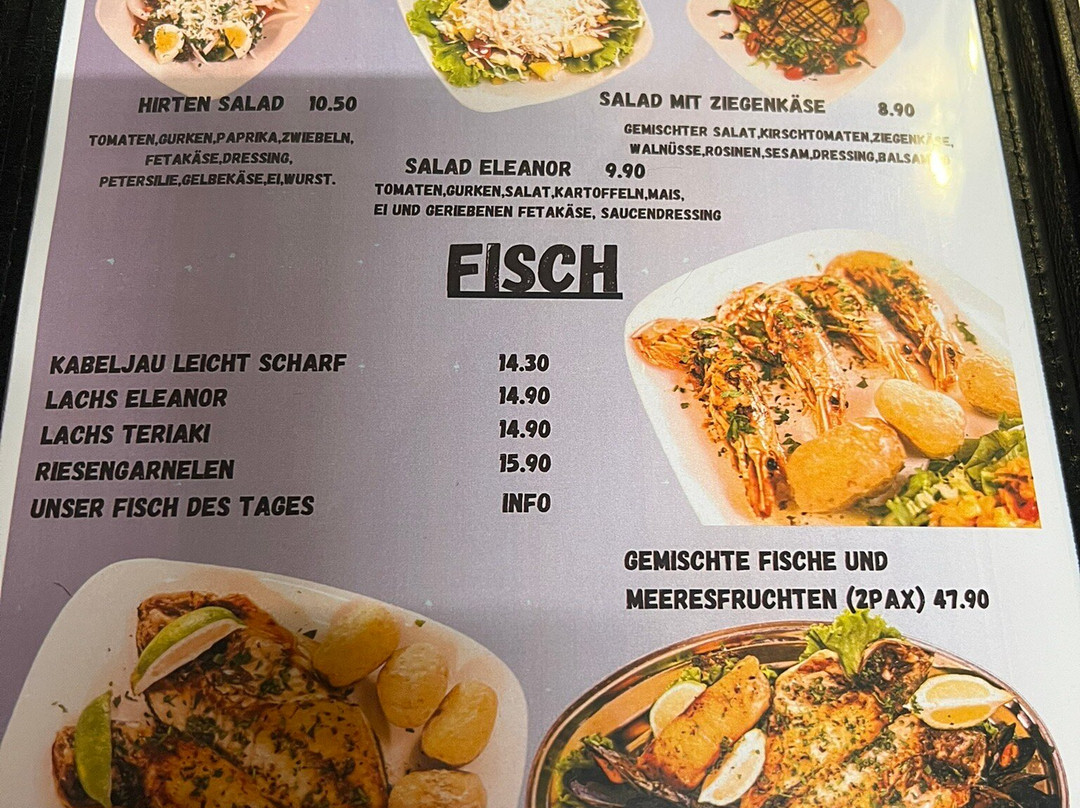 HIRTEN SALAD 10.50
TOMATEN,GURKEN,PAPRIKA,ZWIEBELN,
FETAKÄSE,DRESSING,
PETERSILIE,GELBEKÄSE,EI,WURST.
SALAD ELEANOR 9.90
TOMATEN,GURKEN,SALAT,KARTOFFELN,MAIS,
EI UND GERIEBENEN FETAKÄSE, SAUCENDRESSING
SALAD MIT ZIEGENKÄSE 8.90
GEMISCHTER SALAT,KIRSCHTOMATEN,ZIEGENKÄSE,
WALNÜSSE,ROSINEN,SESAM,DRESSING,
FISCH
KABELJAU LEICHT SCHARF 14.30
LACHS ELEANOR 14.90
LACHS TERIAKI 14.90
RIESENGARNELEN 15.90
UNSER FISCH DES TAGES INFO
GEMISCHTE FISCHE UND
MEERESFRUCHTEN (2PAX) 47.90